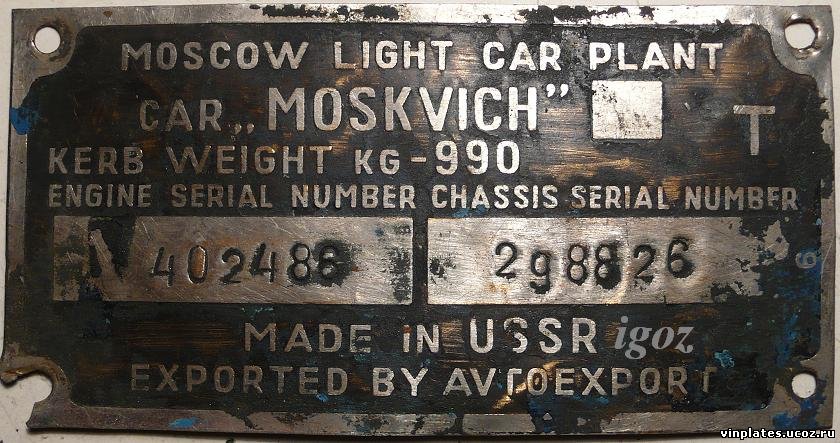 MOSCOW LIGHT CAR PLANT
CAR „MOSKVICH” T
KERB WEIGHT KG-990
ENGINE SERIAL NUMBER CHASSIS SERIAL NUMBER
402486 298826
6
MADE IN USSR igoz
EXPORTED BY AVTOEXPORT
vinplates.ucoz.ru